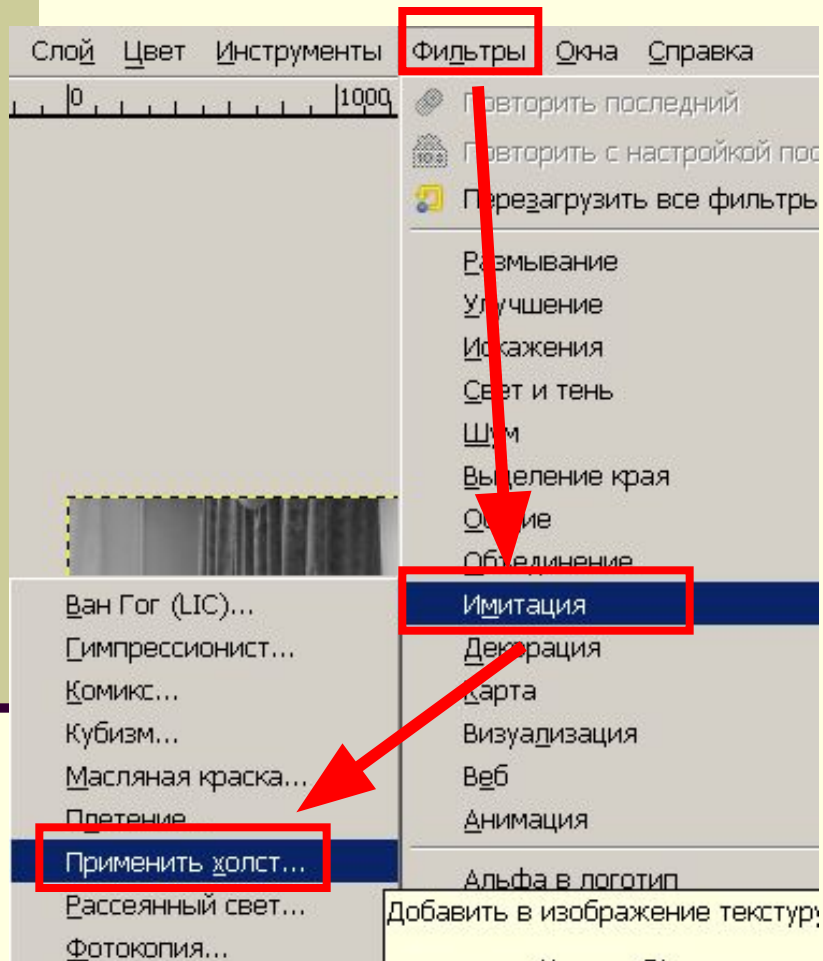 Слой Цвет Инструменты Фильтры Окна Справка
0 1000
Повторить последний
Повторить с настройкой
Перезагрузить все фильтры
Размывание
Улучшение
Искажения
Свет и тень
Шум
Выделение края
Общие
Объединение
Имитация
Декорация
Карта
Визуализация
Веб
Анимация
Альфа в логотип
Ван Гог (LIC)...
Гимпрессионист...
Комикс...
Кубизм...
Масляная краска...
Плетение
Применить холст...
Рассеянный свет...
Фотокопия...
Добавить в изображение текстуру